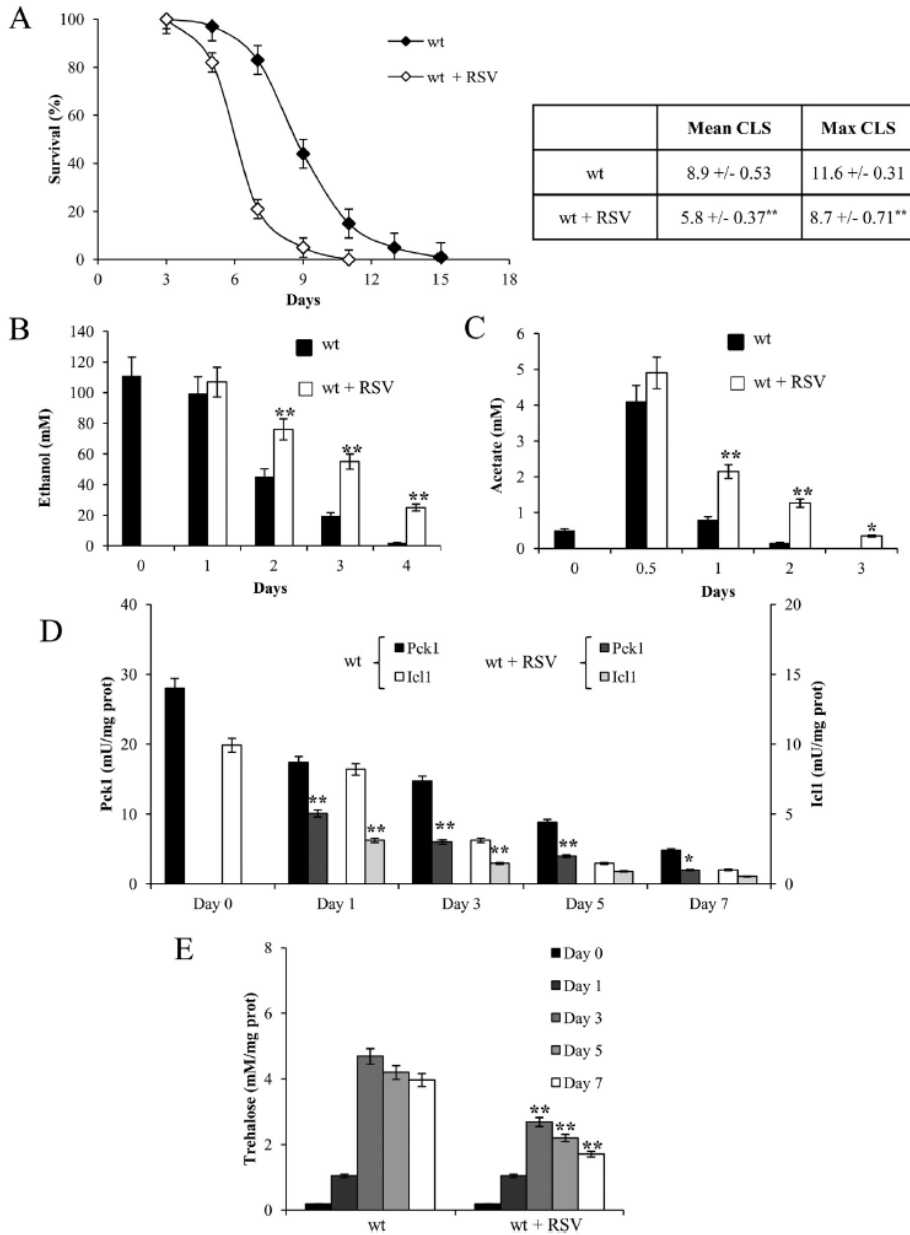 A
Survival (%)
100
80
60
40
20
0
0 3 6 9 12 15 18
Days
wt
wt + RSV
Mean CLS Max CLS
wt 8.9 +/- 0.53 11.6 +/- 0.31
wt + RSV 5.8 +/- 0.37** 8.7 +/- 0.71**
B
Ethanol (mM)
140
120
100
80
60
40
20
0
wt
wt + RSV
**
**
**
0 1 2 3 4
Days
C
Acetate (mM)
6
5
4
3
2
1
0
wt
wt + RSV
**
**
*
0 0.5 1 2 3
Days
D
Pck1 (mU/mg prot)
40
30
20
10
0
wt Pck1 Icl1
wt + RSV Pck1 Icl1
** ** ** ** ** *
Day 0 Day 1 Day 3 Day 5 Day 7
20
15
10
5
0
Icl1 (mU/mg prot)
E
Trehalose (mM/mg prot)
8
6
4
2
0
Day 0
Day 1
Day 3
Day 5
Day 7
** ** **
wt wt + RSV